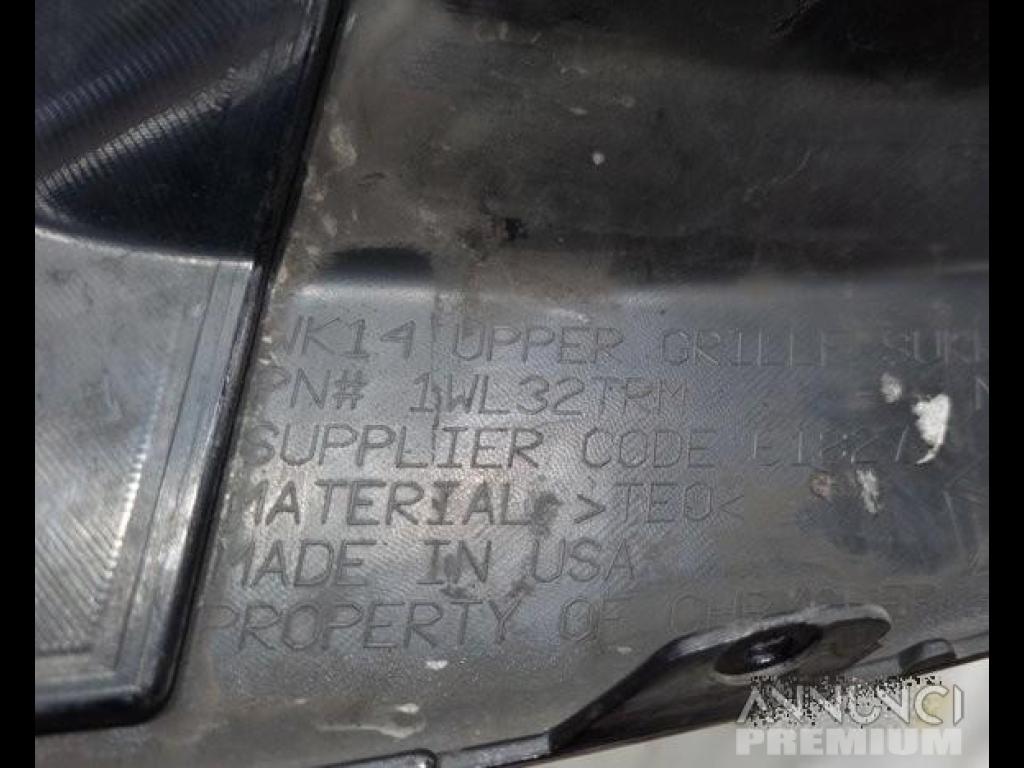 WK14 UPPER GRILLE
PN# 1WL32TRM
SUPPLIER CODE
MATERIAL >TEO<
MADE IN USA
PROPERTY OF
ANNUNCI
PREMIUM